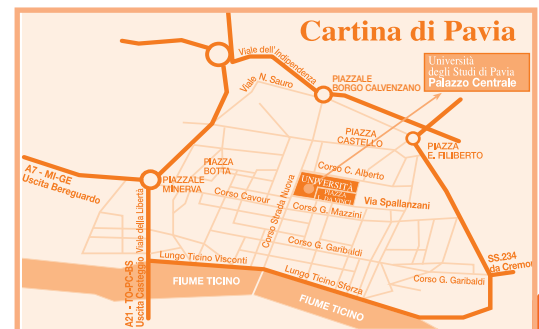 Cartina di Pavia
Viale dell'Indipendenza
Università
degli Studi di Pavia
Palazzo Centrale
Viale N. Sauro
PIAZZALE
BORGO CALVENZANO
PIAZZA
CASTELLO
PIAZZA
E. FILIBERTO
A7 - MI-GE
Uscita Bereguardo
PIAZZA
BOTTA
Corso C. Alberto
PIAZZALE
MINERVA
UNIVERSITÀ
PIAZZA
L. DA VINCI
Corso Cavour
Corso Strada Nuova
Corso G. Mazzini
Via Spallanzani
Viale della Libertà
Corso G. Garibaldi
Lungo Ticino Visconti
Lungo Ticino Sforza
SS.234
da Cremon
Corso G. Garibaldi
FIUME TICINO
FIUME TICINO
A21 - TO-PC-BS
Uscita Casteggio